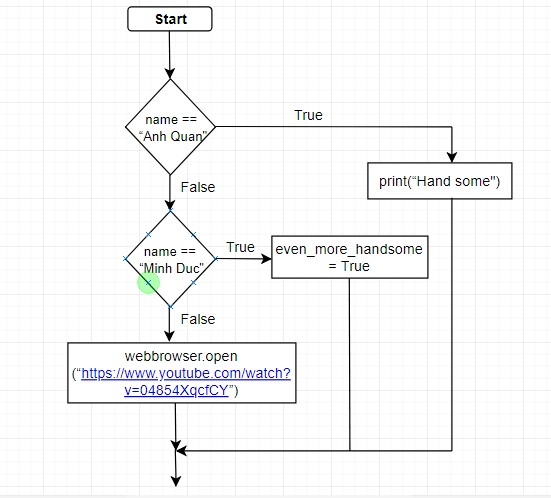 Start
name ==
“Anh Quan"
True
print(“Hand some")
False
name ==
“Minh Duc"
True
even_more_handsome
= True
False
webbrowser.open
(“https://www.youtube.com/watch?
v=04854XqcfCY”)